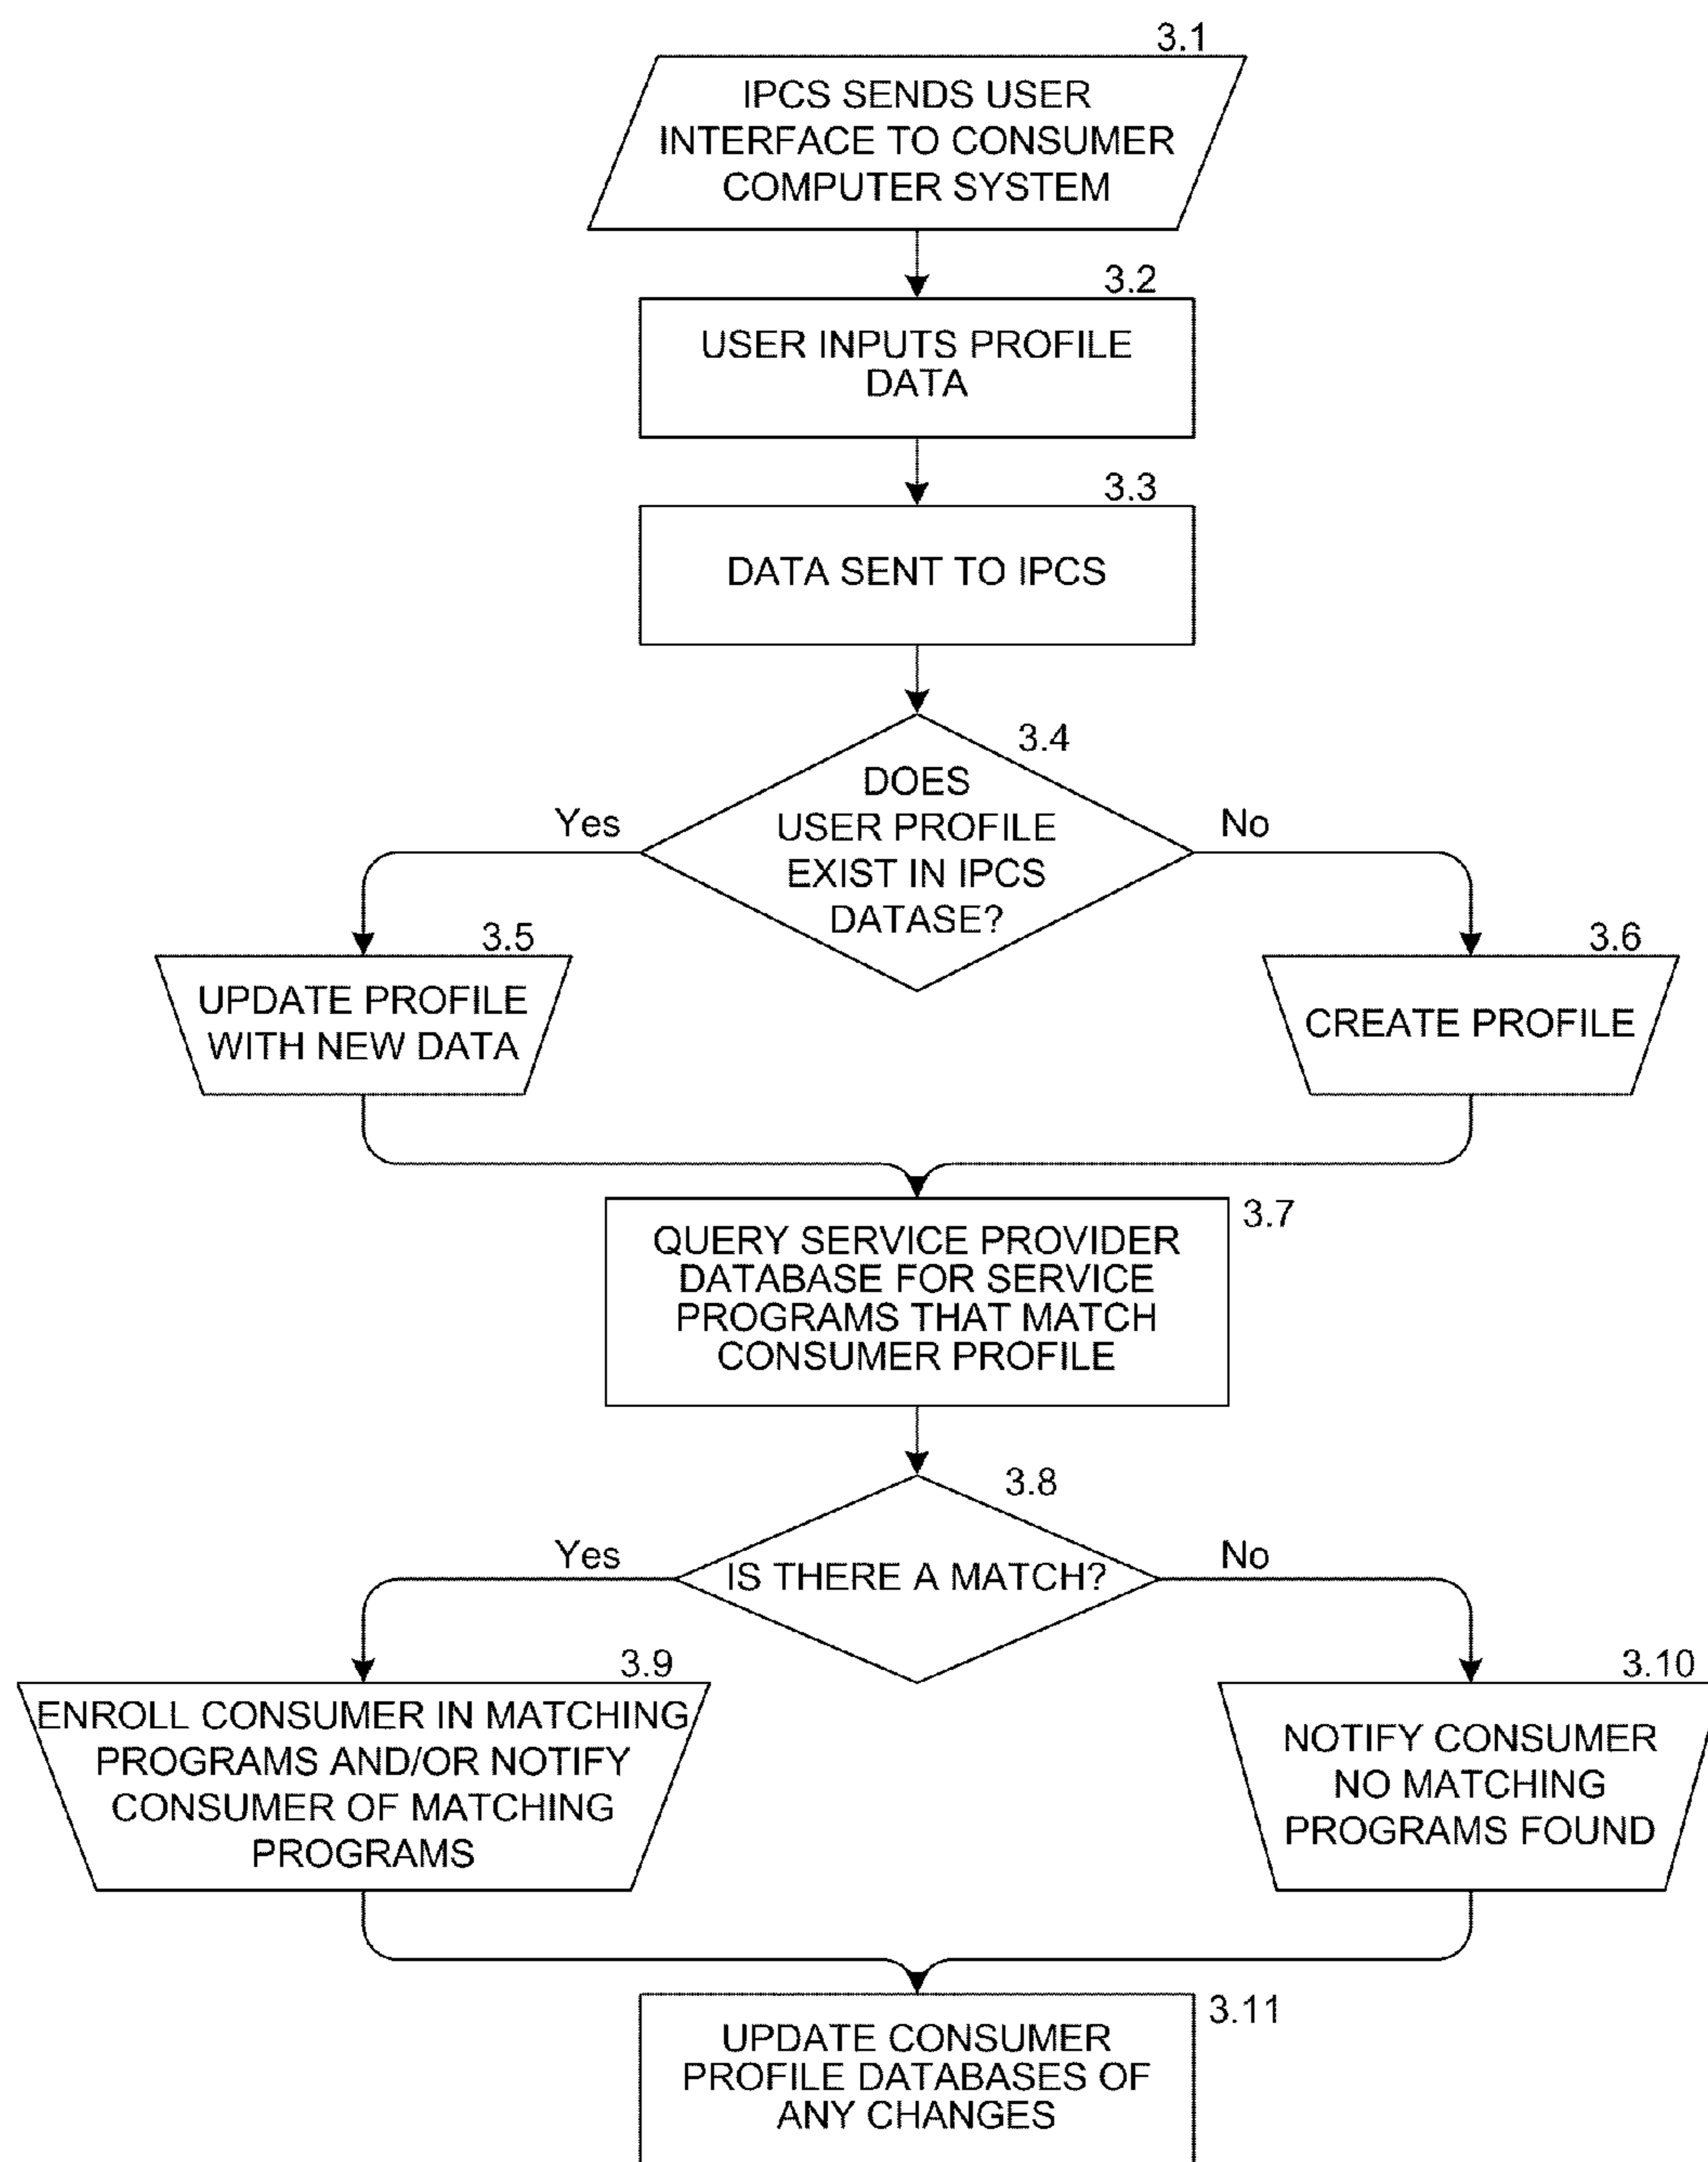 3.1
IPCS SENDS USER
INTERFACE TO CONSUMER
COMPUTER SYSTEM
3.2
USER INPUTS PROFILE
DATA
3.3
DATA SENT TO IPCS
3.4
DOES
USER PROFILE
EXIST IN IPCS
DATASE?
Yes
No
3.5
UPDATE PROFILE
WITH NEW DATA
3.6
CREATE PROFILE
3.7
QUERY SERVICE PROVIDER
DATABASE FOR SERVICE
PROGRAMS THAT MATCH
CONSUMER PROFILE
3.8
IS THERE A MATCH?
Yes
No
3.9
ENROLL CONSUMER IN MATCHING
PROGRAMS AND/OR NOTIFY
CONSUMER OF MATCHING
PROGRAMS
3.10
NOTIFY CONSUMER
NO MATCHING
PROGRAMS FOUND
3.11
UPDATE CONSUMER
PROFILE DATABASES OF
ANY CHANGES